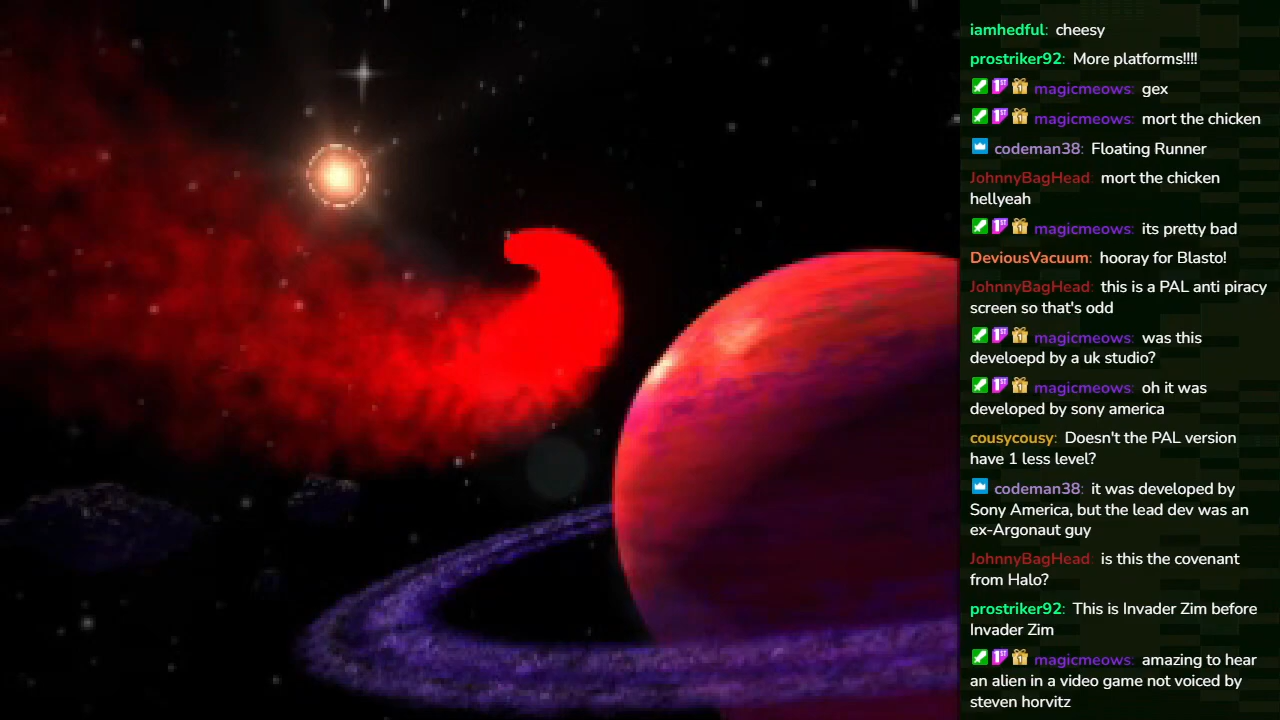 iamhedful: cheesy
prostriker92: More platforms!!!!
magicmeows: gex
magicmeows: mort the chicken
codeman38: Floating Runner
JohnnyBagHead: mort the chicken
hellyeah
magicmeows: its pretty bad
DeviousVacuum: hooray for Blasto!
JohnnyBagHead: this is a PAL anti piracy
screen so that's odd
magicmeows: was this
develoepd by a uk studio?
magicmeows: oh it was
developed by sony america
cousycousy: Doesn't the PAL version
have 1 less level?
codeman38: it was developed by
Sony America, but the lead dev was an
ex-Argonaut guy
JohnnyBagHead: is this the covenant
from Halo?
prostriker92: This is Invader Zim before
Invader Zim
magicmeows: amazing to hear
an alien in a video game not voiced by
steven horvitz